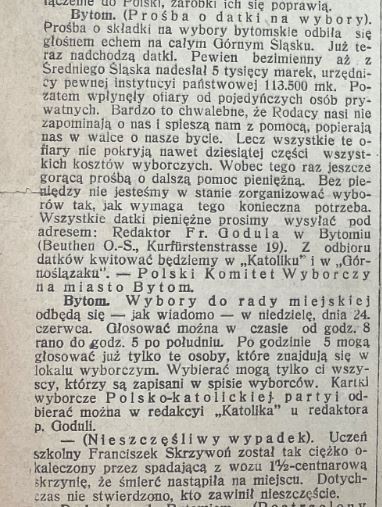 łączenie do Polski, zarobki ich się poprawią.
Bytom. (Prośba o datki na wybory).
Prośba o składki na wybory bytomskie odbiła się
głośnem echem na całym Górnym Śląsku. Już te-
raz nadchodzą datki. Pewien bezimienny aż z
Średniego Śląska nadesłał 5 tysięcy marek, urzędni-
cy pewnej instytucyi państwowej 113.500 mk. Po-
zatem wpłynęły ofiary od pojedyńczych osób pry-
watnych. Bardzo to chwalebne, że Rodacy nasi nie
zapominają o nas i spieszą nam z pomocą, popierają
nas w walce o nasze bycie. Lecz wszystkie te o-
fiary nie pokryją nawet dziesiątej części wszyst-
kich kosztów wyborczych. Wobec tego raz jeszcze
gorącą prośbą o dalszą pomoc pieniężną. Bez pie-
niędzy nie jesteśmy w stanie zorganizować wybo-
rów tak, jak wymaga tego konieczna potrzeba.
Wszystkie datki pieniężne prosimy wysyłać pod
adresem: Redaktor Fr. Godula w Bytomiu
(Beuthen O.-S., Kurfürstenstrasse 19). Z odbioru
datków kwitować będziemy w „Katoliku" i w „Gór-
noślązaku". — Polski Komitet Wyborczy
na miasto Bytom.
Bytom. Wybory do rady miejskiej
odbędą się — jak wiadomo — w niedzielę, dnia 24.
czerwca. Głosować można w czasie od godz. 8
rano do godz. 5 po południu. Po godzinie 5 mogą
głosować już tylko te osoby, które znajdują się w
lokalu wyborczym. Wybierać mogą tylko ci wszy-
scy, którzy są zapisani w spisie wyborców. Kartki
wyborcze Polsko-katolickiej partyi od-
bierać można w redakcyi „Katolika" u redaktora
p. Goduli.
— (Nieszczęśliwy wypadek). Uczeń
szkolny Franciszek Skrzywoń został tak ciężko o-
kaleczony przez spadającą z wozu 1½-centnarową
skrzynię, że śmierć nastąpiła na miejscu. Dotych-
czas nie stwierdzono, kto zawinił nieszczęście.